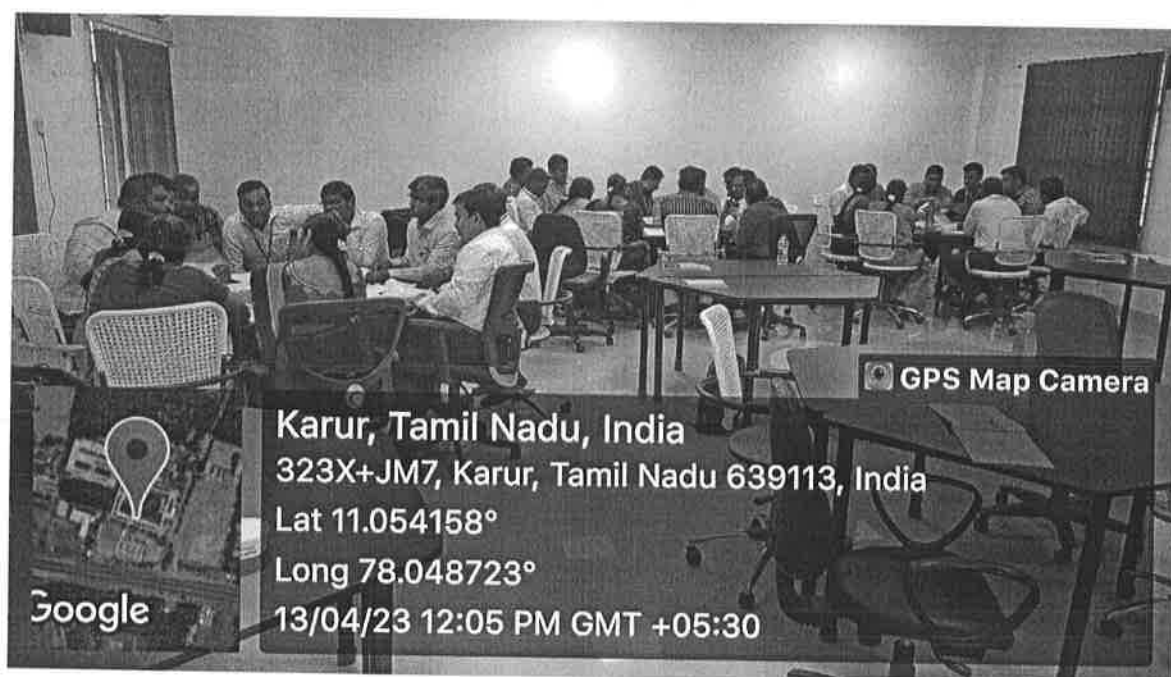 GPS Map Camera
Karur, Tamil Nadu, India
323X+JM7, Karur, Tamil Nadu 639113, India
Lat 11.054158°
Long 78.048723°
13/04/23 12:05 PM GMT +05:30
Google